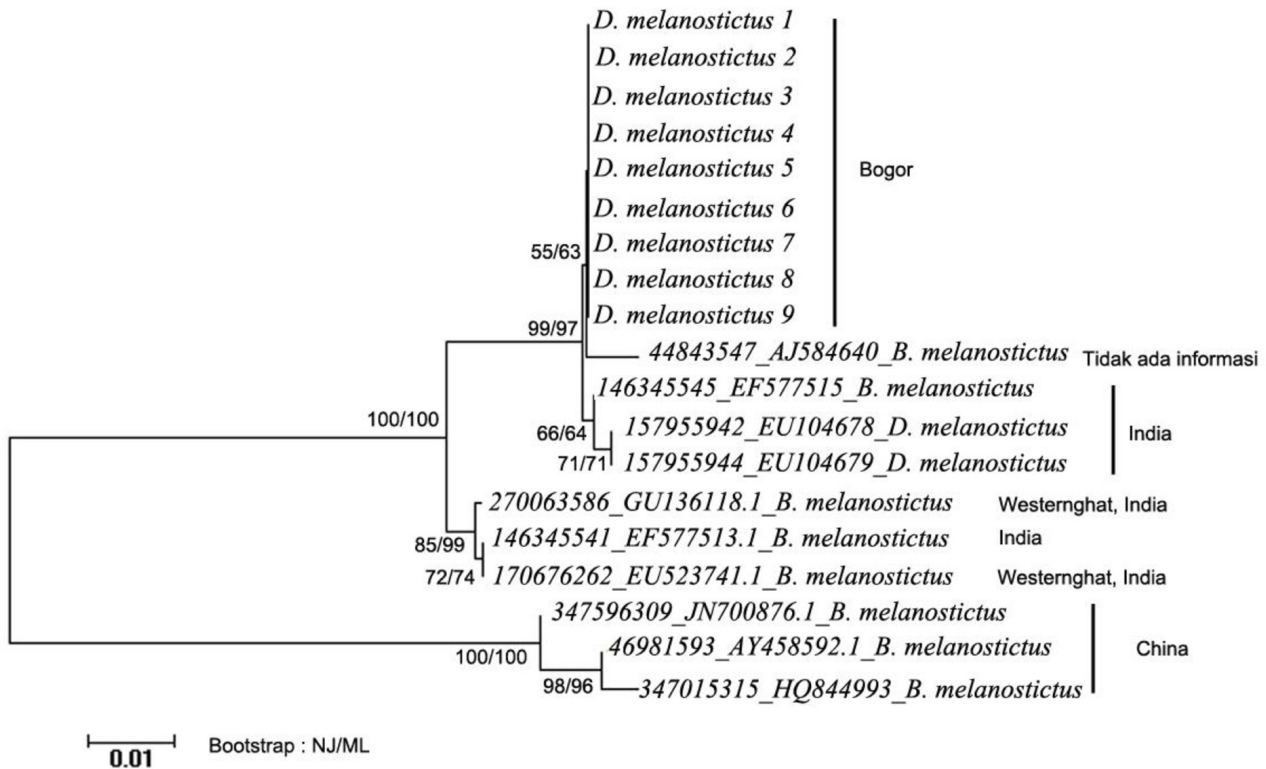 D. melanostictus 1
D. melanostictus 2
D. melanostictus 3
D. melanostictus 4
D. melanostictus 5
Bogor
D. melanostictus 6
D. melanostictus 7
55/63
D. melanostictus 8
D. melanostictus 9
99/97
44843547_AJ584640_B. melanostictus Tidak ada informasi
146345545_EF577515_B. melanostictus
100/100
66/64
157955942_EU104678_D. melanostictus
India
71/71
157955944_EU104679_D. melanostictus
270063586_GU136118.1_B. melanostictus Westernghat, India
85/99
146345541_EF577513.1_B. melanostictus India
72/74
170676262_EU523741.1_B. melanostictus Westernghat, India
347596309_JN700876.1_B. melanostictus
100/100
46981593_AY458592.1_B. melanostictus
China
98/96
347015315_HQ844993_B. melanostictus
0.01
Bootstrap : NJ/ML